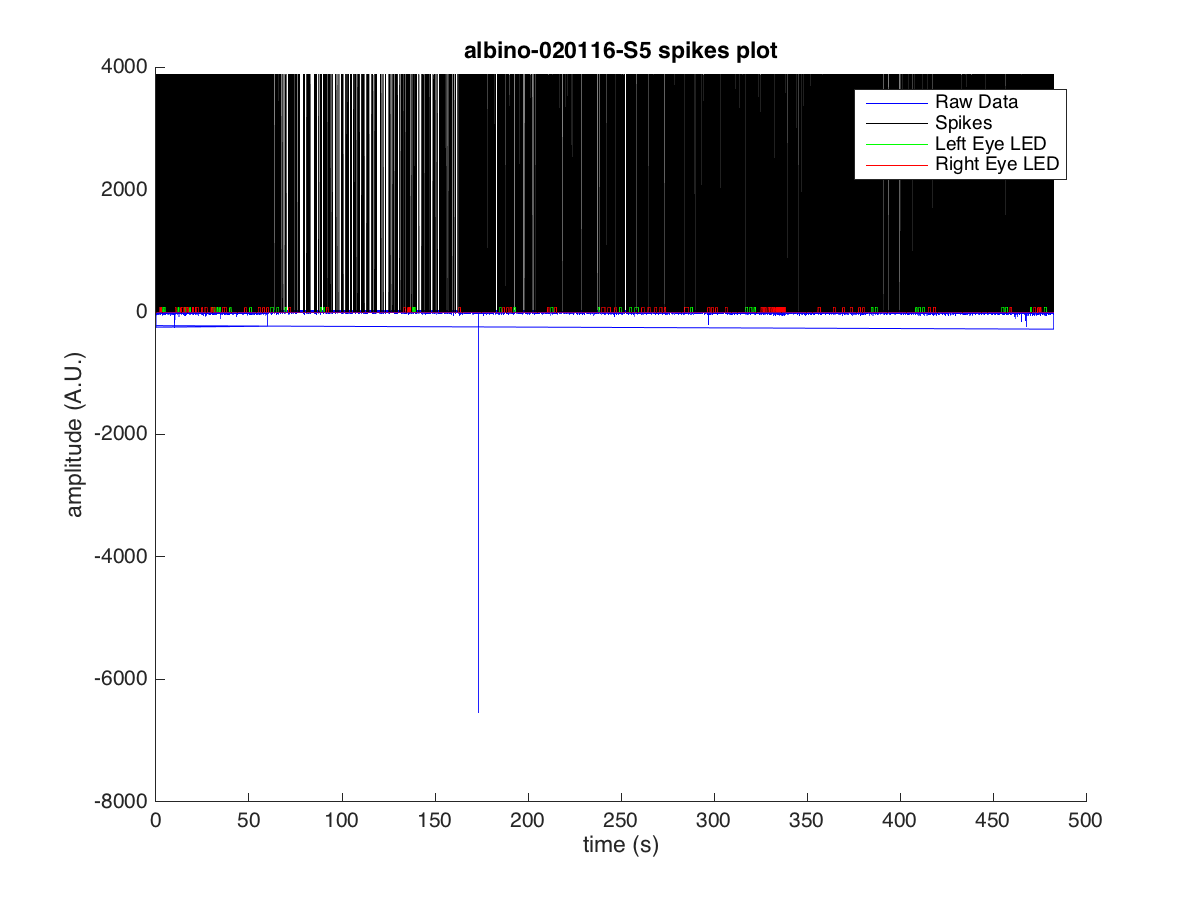 albino-020116-S5 spikes plot
4000
2000
0
-2000
-4000
-6000
-8000
amplitude (A.U.)
Raw Data
Spikes
Left Eye LED
Right Eye LED
0 50 100 150 200 250 300 350 400 450 500
time (s)